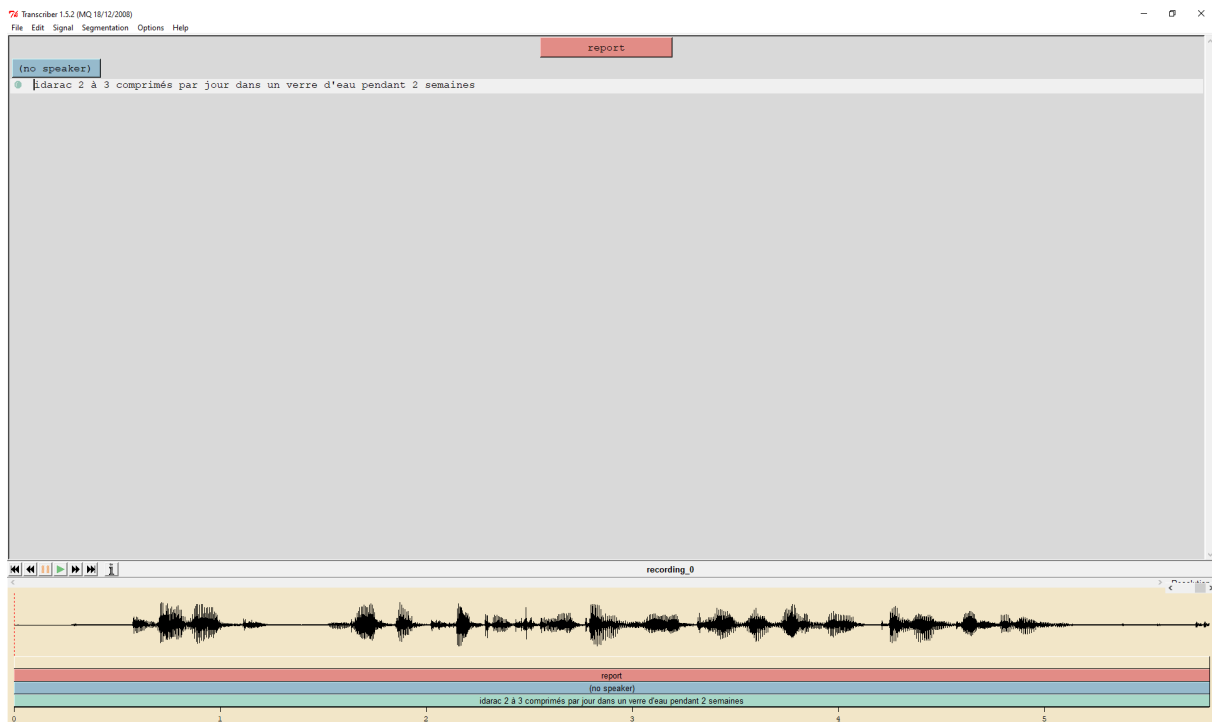 Transcriber 1.5.2 (MQ 18/12/2008)
File Edit Signal Segmentation Options Help
report
(no speaker)
idarac 2 à 3 comprimés par jour dans un verre d'eau pendant 2 semaines
recording_0
report
(no speaker)
idarac 2 à 3 comprimés par jour dans un verre d'eau pendant 2 semaines
0 1 2 3 4 5